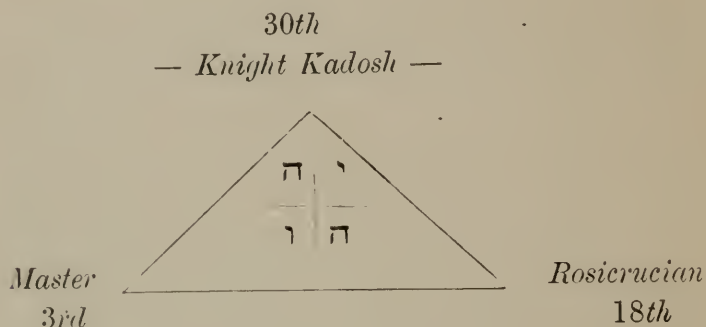 30th
— Knight Kadosh —
י ה
ה ו
Master Rosicrucian
3rd 18th